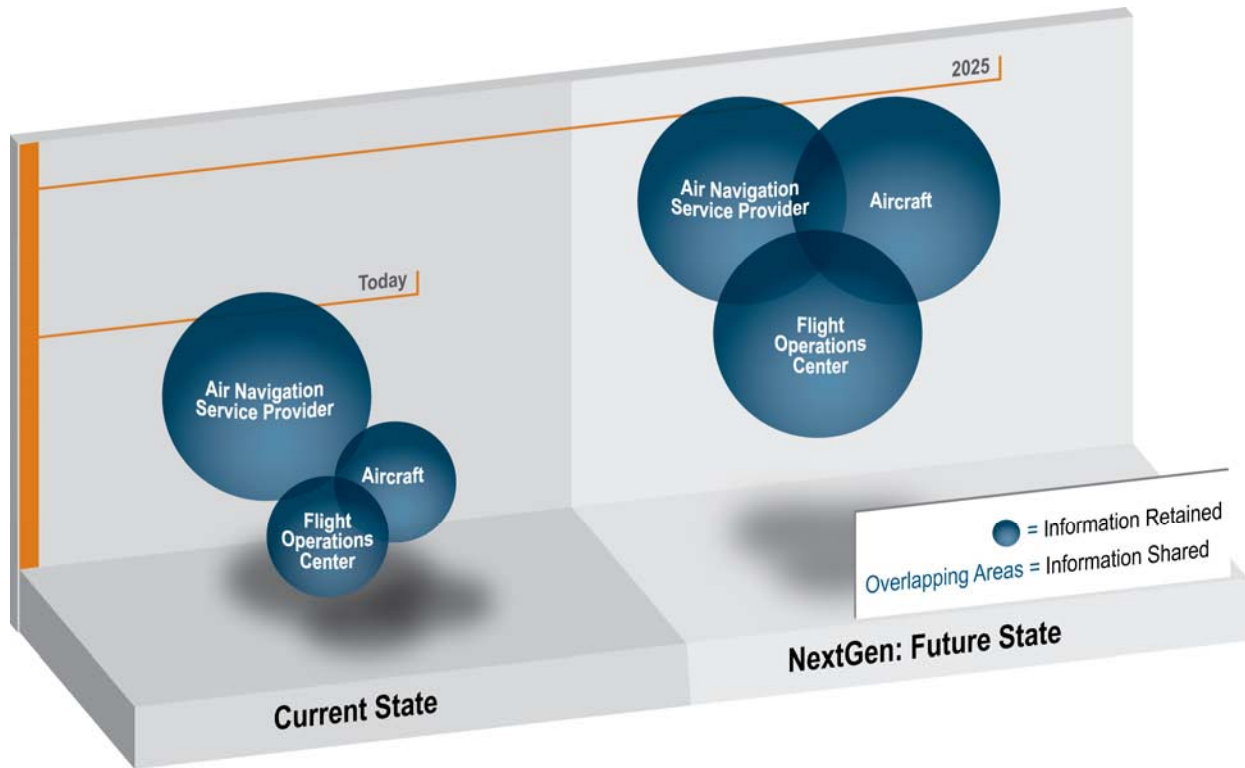 2025
Air Navigation
Service Provider
Aircraft
Flight
Operations
Center
Today
Air Navigation
Service Provider
Aircraft
Flight
Operations
Center
= Information Retained
Overlapping Areas = Information Shared
Current State
NextGen: Future State